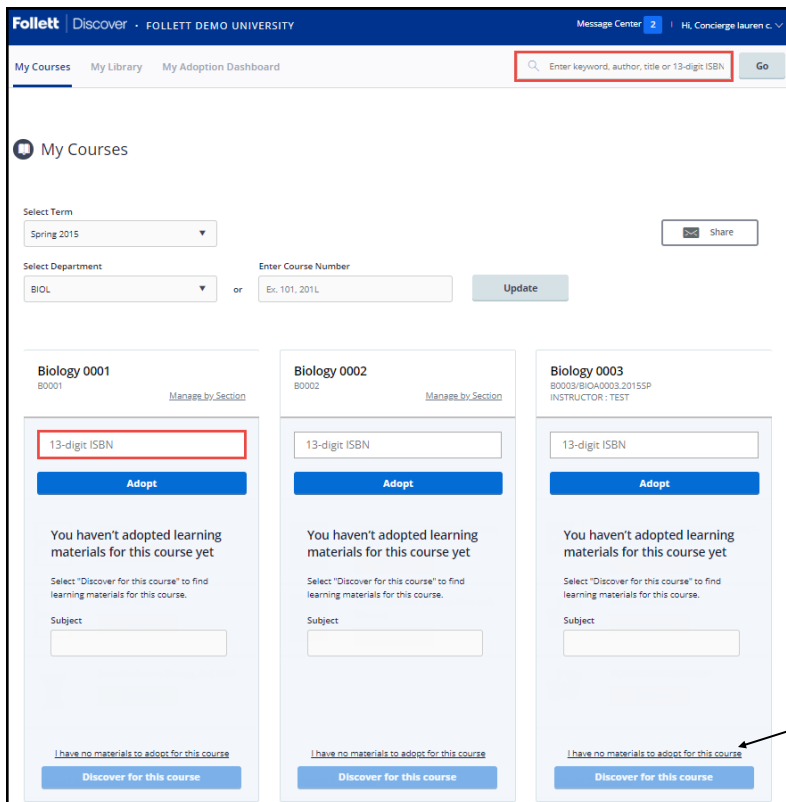 Follett Discover · FOLLETT DEMO UNIVERSITY
Message Center 2 Hi, Concierge lauren c.
My Courses My Library My Adoption Dashboard
Enter keyword, author, title or 13-digit ISBN Go
My Courses
Select Term
Spring 2015
Share
Select Department Enter Course Number
BIOL or Ex. 101, 201L Update
Biology 0001
B0001
Manage by Section
13-digit ISBN
Adopt
You haven't adopted learning
materials for this course yet
Select "Discover for this course" to find
learning materials for this course.
Subject
I have no materials to adopt for this course
Discover for this course
Biology 0002
B0002
Manage by Section
13-digit ISBN
Adopt
You haven't adopted learning
materials for this course yet
Select "Discover for this course" to find
learning materials for this course.
Subject
I have no materials to adopt for this course
Discover for this course
Biology 0003
B0003/BIOA0003.2015SP
INSTRUCTOR : TEST
13-digit ISBN
Adopt
You haven't adopted learning
materials for this course yet
Select "Discover for this course" to find
learning materials for this course.
Subject
I have no materials to adopt for this course
Discover for this course